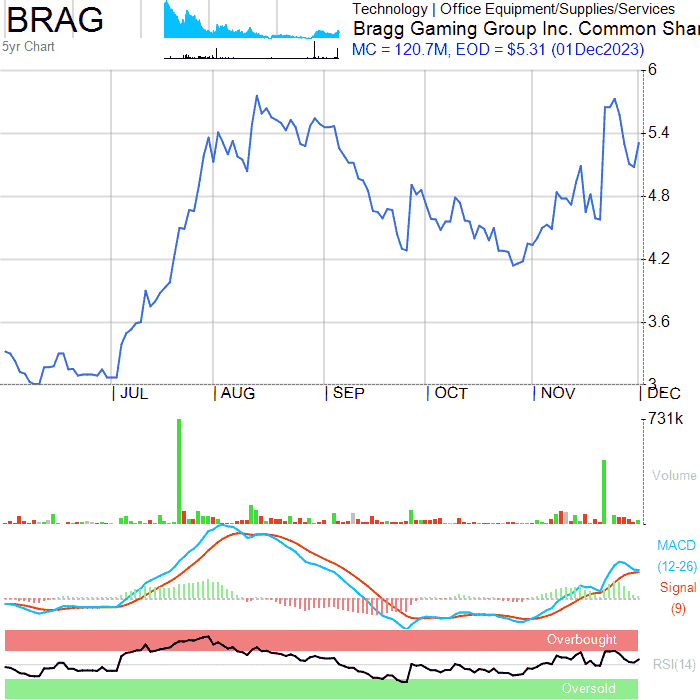 BRAG
5yr Chart
Technology | Office Equipment/Supplies/Services
Bragg Gaming Group Inc. Common Shar
MC = 120.7M, EOD = $5.31 (01Dec2023)
6
5.4
4.8
4.2
3.6
3
JUL AUG SEP OCT NOV DEC
731k
Volume
MACD
(12-26)
Signal
(9)
Overbought
RSI(14)
Oversold